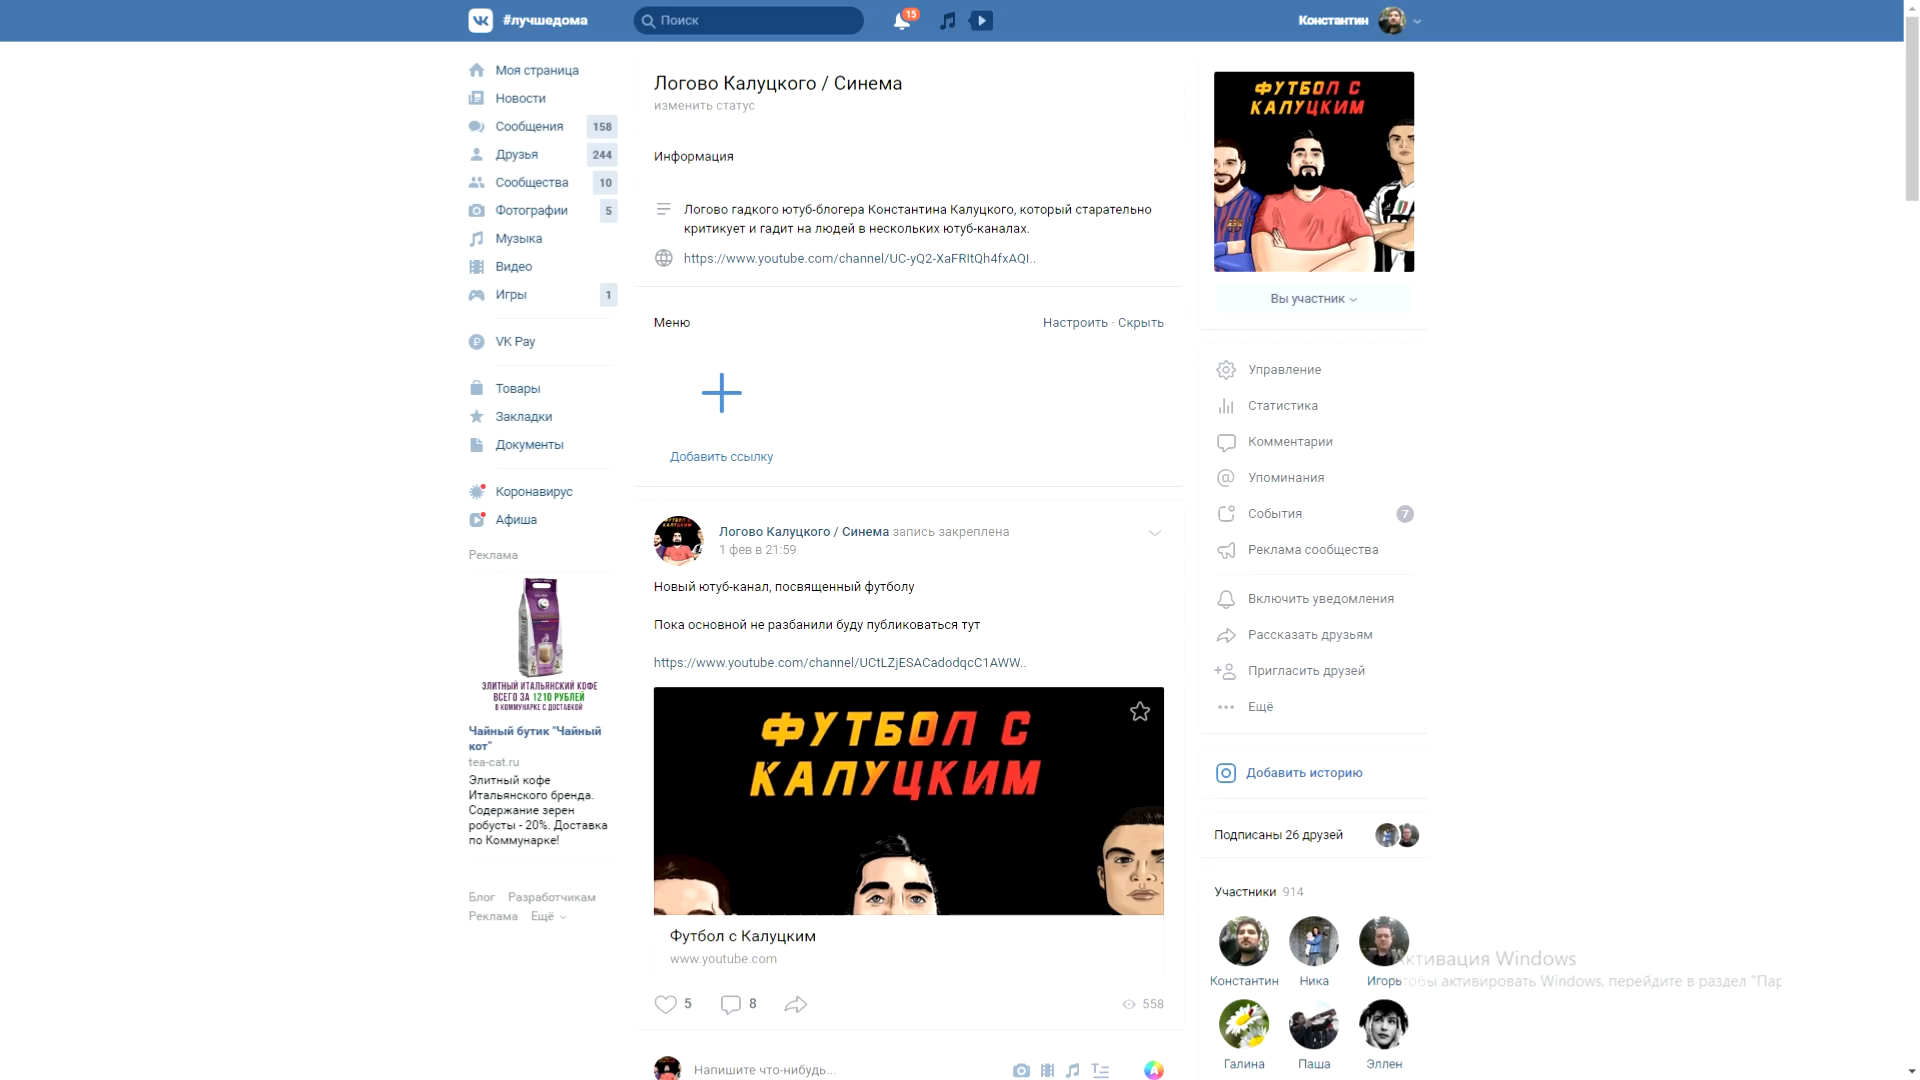 #лучшедома
Поиск
15
Константин
Моя страница
Новости
Сообщения 158
Друзья 244
Сообщества 10
Фотографии 5
Музыка
Видео
Игры 1
VK Pay
Товары
Закладки
Документы
Коронавирус
Афиша
Реклама
ЭЛИТНЫЙ ИТАЛЬЯНСКИЙ КОФЕ
ВСЕГО ЗА 1210 РУБЛЕЙ
В КОММУНАРКЕ С ДОСТАВКОЙ
Чайный бутик "Чайный
кот"
tea-cat.ru
Элитный кофе
Итальянского бренда.
Содержание зерен
робусты - 20%. Доставка
по Коммунарке!
Блог Разработчикам
Реклама Ещё
Логово Калуцкого / Синема
изменить статус
Информация
Логово гадкого ютуб-блогера Константина Калуцкого, который старательно
критикует и гадит на людей в нескольких ютуб-каналах.
https://www.youtube.com/channel/UC-yQ2-XaFRItQh4fxAQI..
Меню
Настроить · Скрыть
Добавить ссылку
Логово Калуцкого / Синема запись закреплена
1 фев в 21:59
Новый ютуб-канал, посвященный футболу
Пока основной не разбанили буду публиковаться тут
https://www.youtube.com/channel/UCtLZjESACadodqcC1AWW..
ФУТБОЛ С
КАЛУЦКИМ
Футбол с Калуцким
www.youtube.com
5 8 558
Напишите что-нибудь...
ФУТБОЛ С
КАЛУЦКИМ
Вы участник
Управление
Статистика
Комментарии
Упоминания
События 7
Реклама сообщества
Включить уведомления
Рассказать друзьям
Пригласить друзей
Ещё
Добавить историю
Подписаны 26 друзей
Участники 914
Константин Ника Игорь
Галина Паша Эллен
Активация Windows
Чтобы активировать Windows, перейдите в раздел "Пар